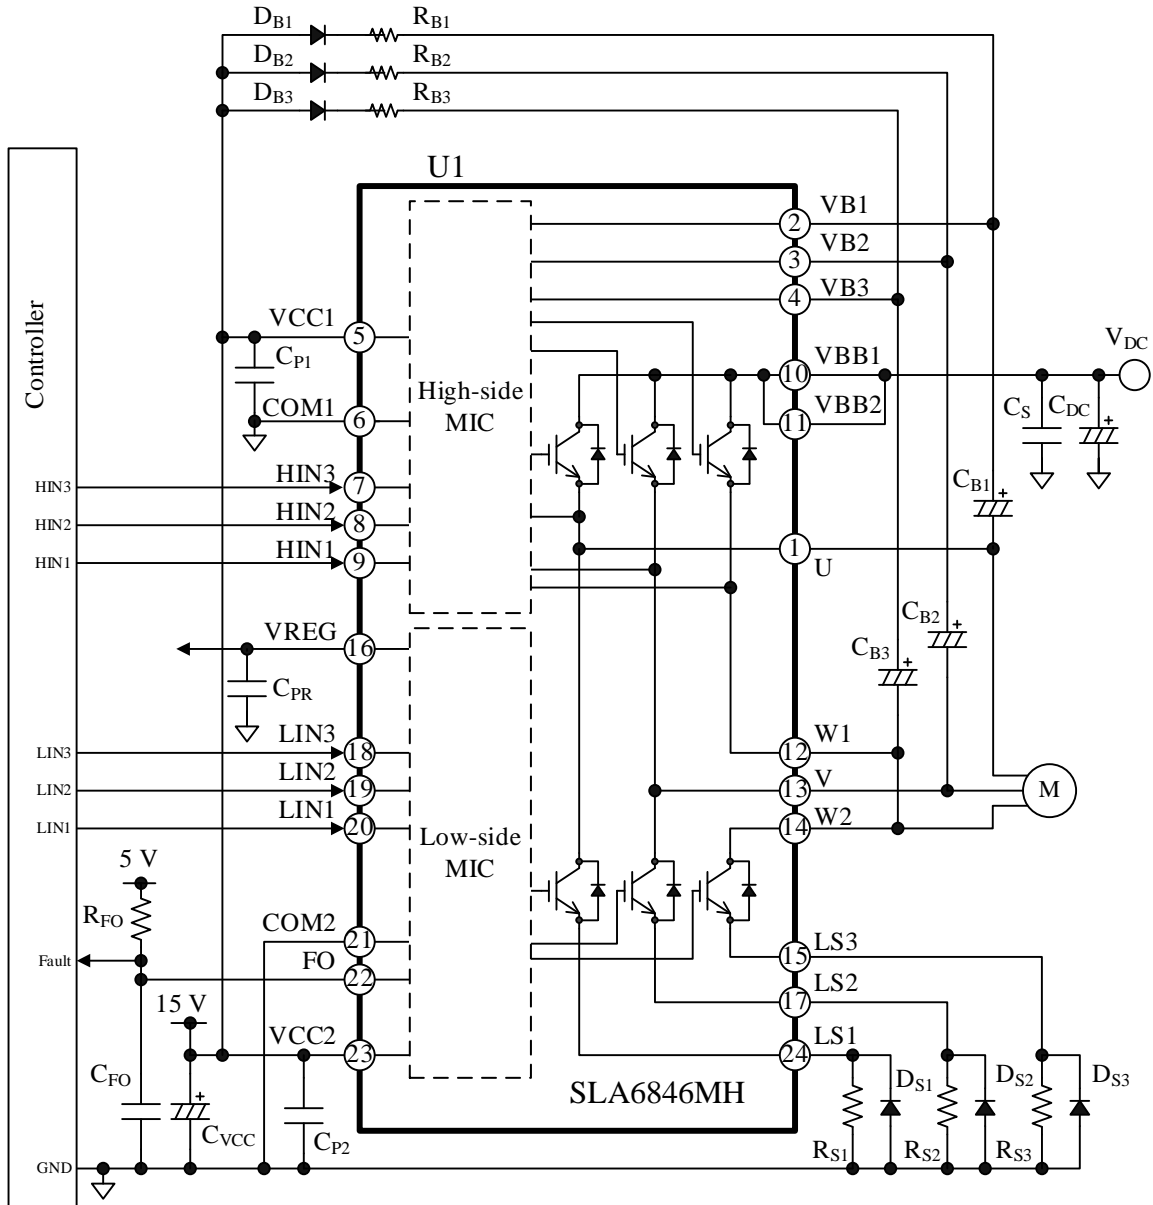 DB1
RB1
DB2
RB2
DB3
RB3
U1
Controller
2
VB1
3
VB2
4
VB3
VCC1
5
CP1
COM1
6
High-side
MIC
10
VBB1
11
VBB2
VDC
CS
CDC
+
HIN3
HIN3
7
HIN2
HIN2
8
HIN1
HIN1
9
CB1
+
1
U
VREG
16
CPR
CB2
+
CB3
+
LIN3
LIN3
18
LIN2
LIN2
19
LIN1
LIN1
20
12
W1
13
V
14
W2
M
Low-side
MIC
5 V
RFO
Fault
COM2
21
FO
22
15 V
VCC2
23
15
LS3
17
LS2
24
LS1
CFO
+
CVCC
CP2
SLA6846MH
DS1
DS2
DS3
RS1
RS2
RS3
GND